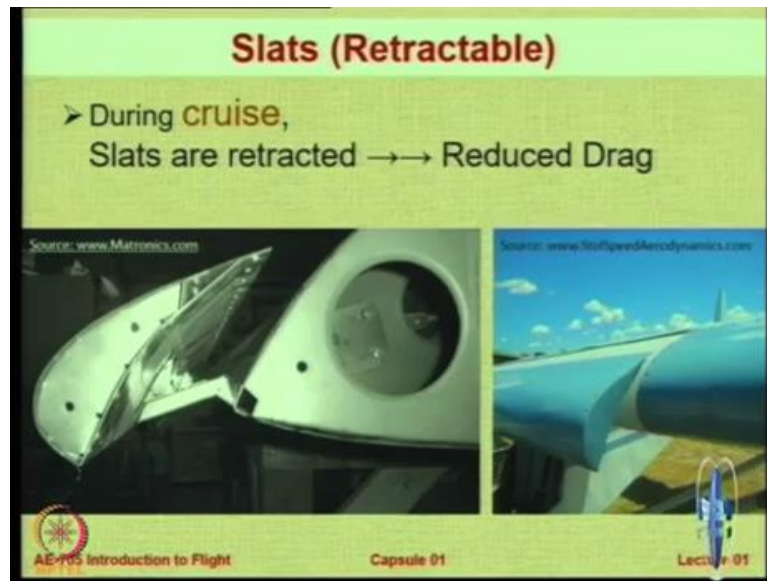 Slats (Retractable)
➤ During cruise,
Slats are retracted →→ Reduced Drag
Source: www.Matronics.com
Source: www.StolSpeedAerodynamics.com
AE-705 Introduction to Flight
Capsule 01
Lecture 01
NPTEL